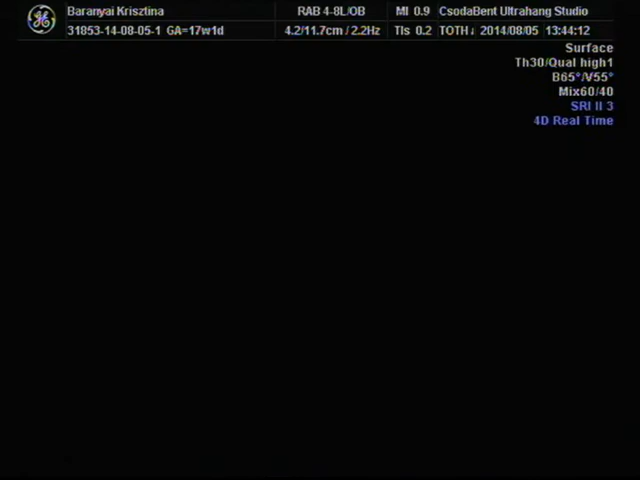 Baranyai Krisztina RAB 4-8L/OB MI 0.9 CsodaBent Ultrahang Studio
31853-14-08-05-1 GA=17w1d 4.2/11.7cm / 2.2Hz TIs 0.2 TOTH↓ 2014/08/05 13:44:12
Surface
Th30/Qual high1
B65°/V55°
Mix60/40
SRI II 3
4D Real Time